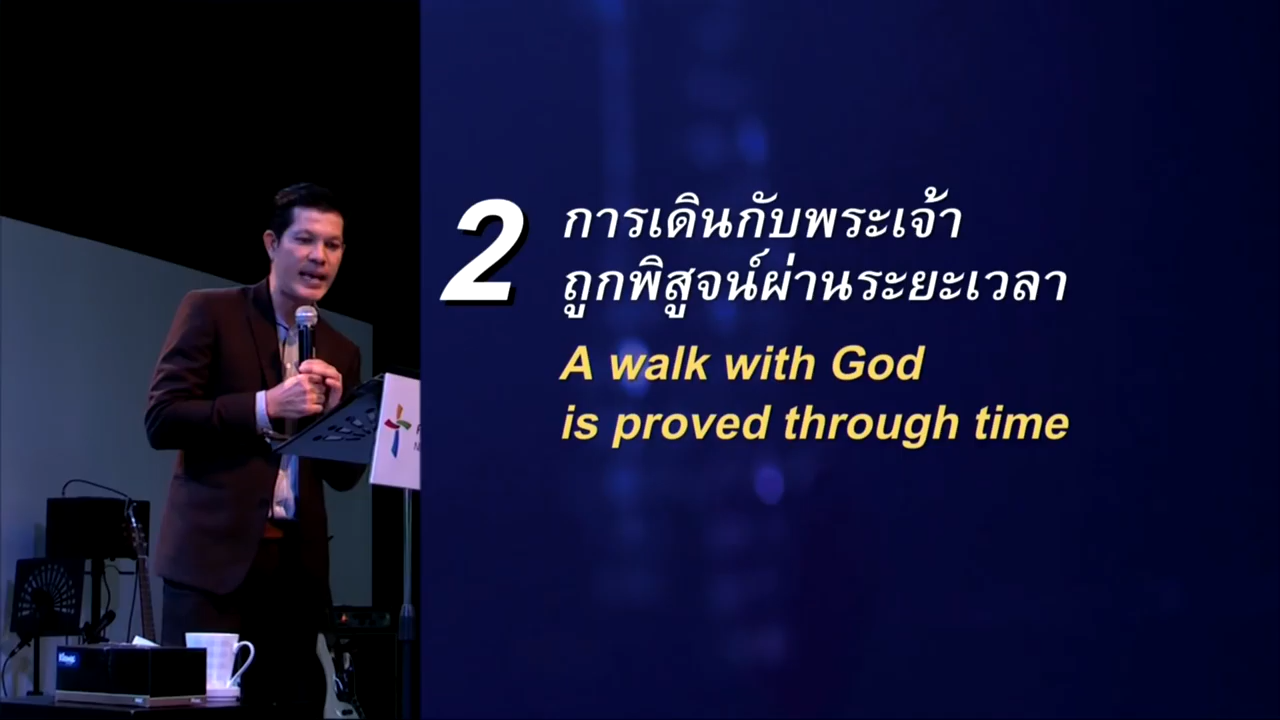 2
การเดินกับพระเจ้า
ถูกพิสูจน์ผ่านระยะเวลา
A walk with God
is proved through time